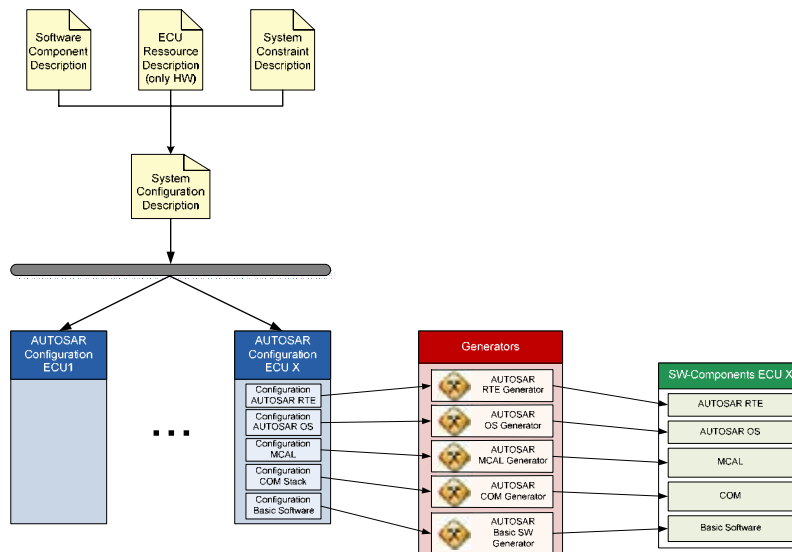 Software
Component
Description
ECU
Ressource
Description
(only HW)
System
Constraint
Description
System
Configuration
Description
AUTOSAR
Configuration
ECU1
...
AUTOSAR
Configuration
ECU X
Configuration
AUTOSAR RTE
Configuration
AUTOSAR OS
Configuration
MCAL
Configuration
COM Stack
Configuration
Basic Software
Generators
AUTOSAR
RTE Generator
AUTOSAR
OS Generator
AUTOSAR
MCAL Generator
AUTOSAR
COM Generator
AUTOSAR
Basic SW
Generator
SW-Components ECU X
AUTOSAR RTE
AUTOSAR OS
MCAL
COM
Basic Software